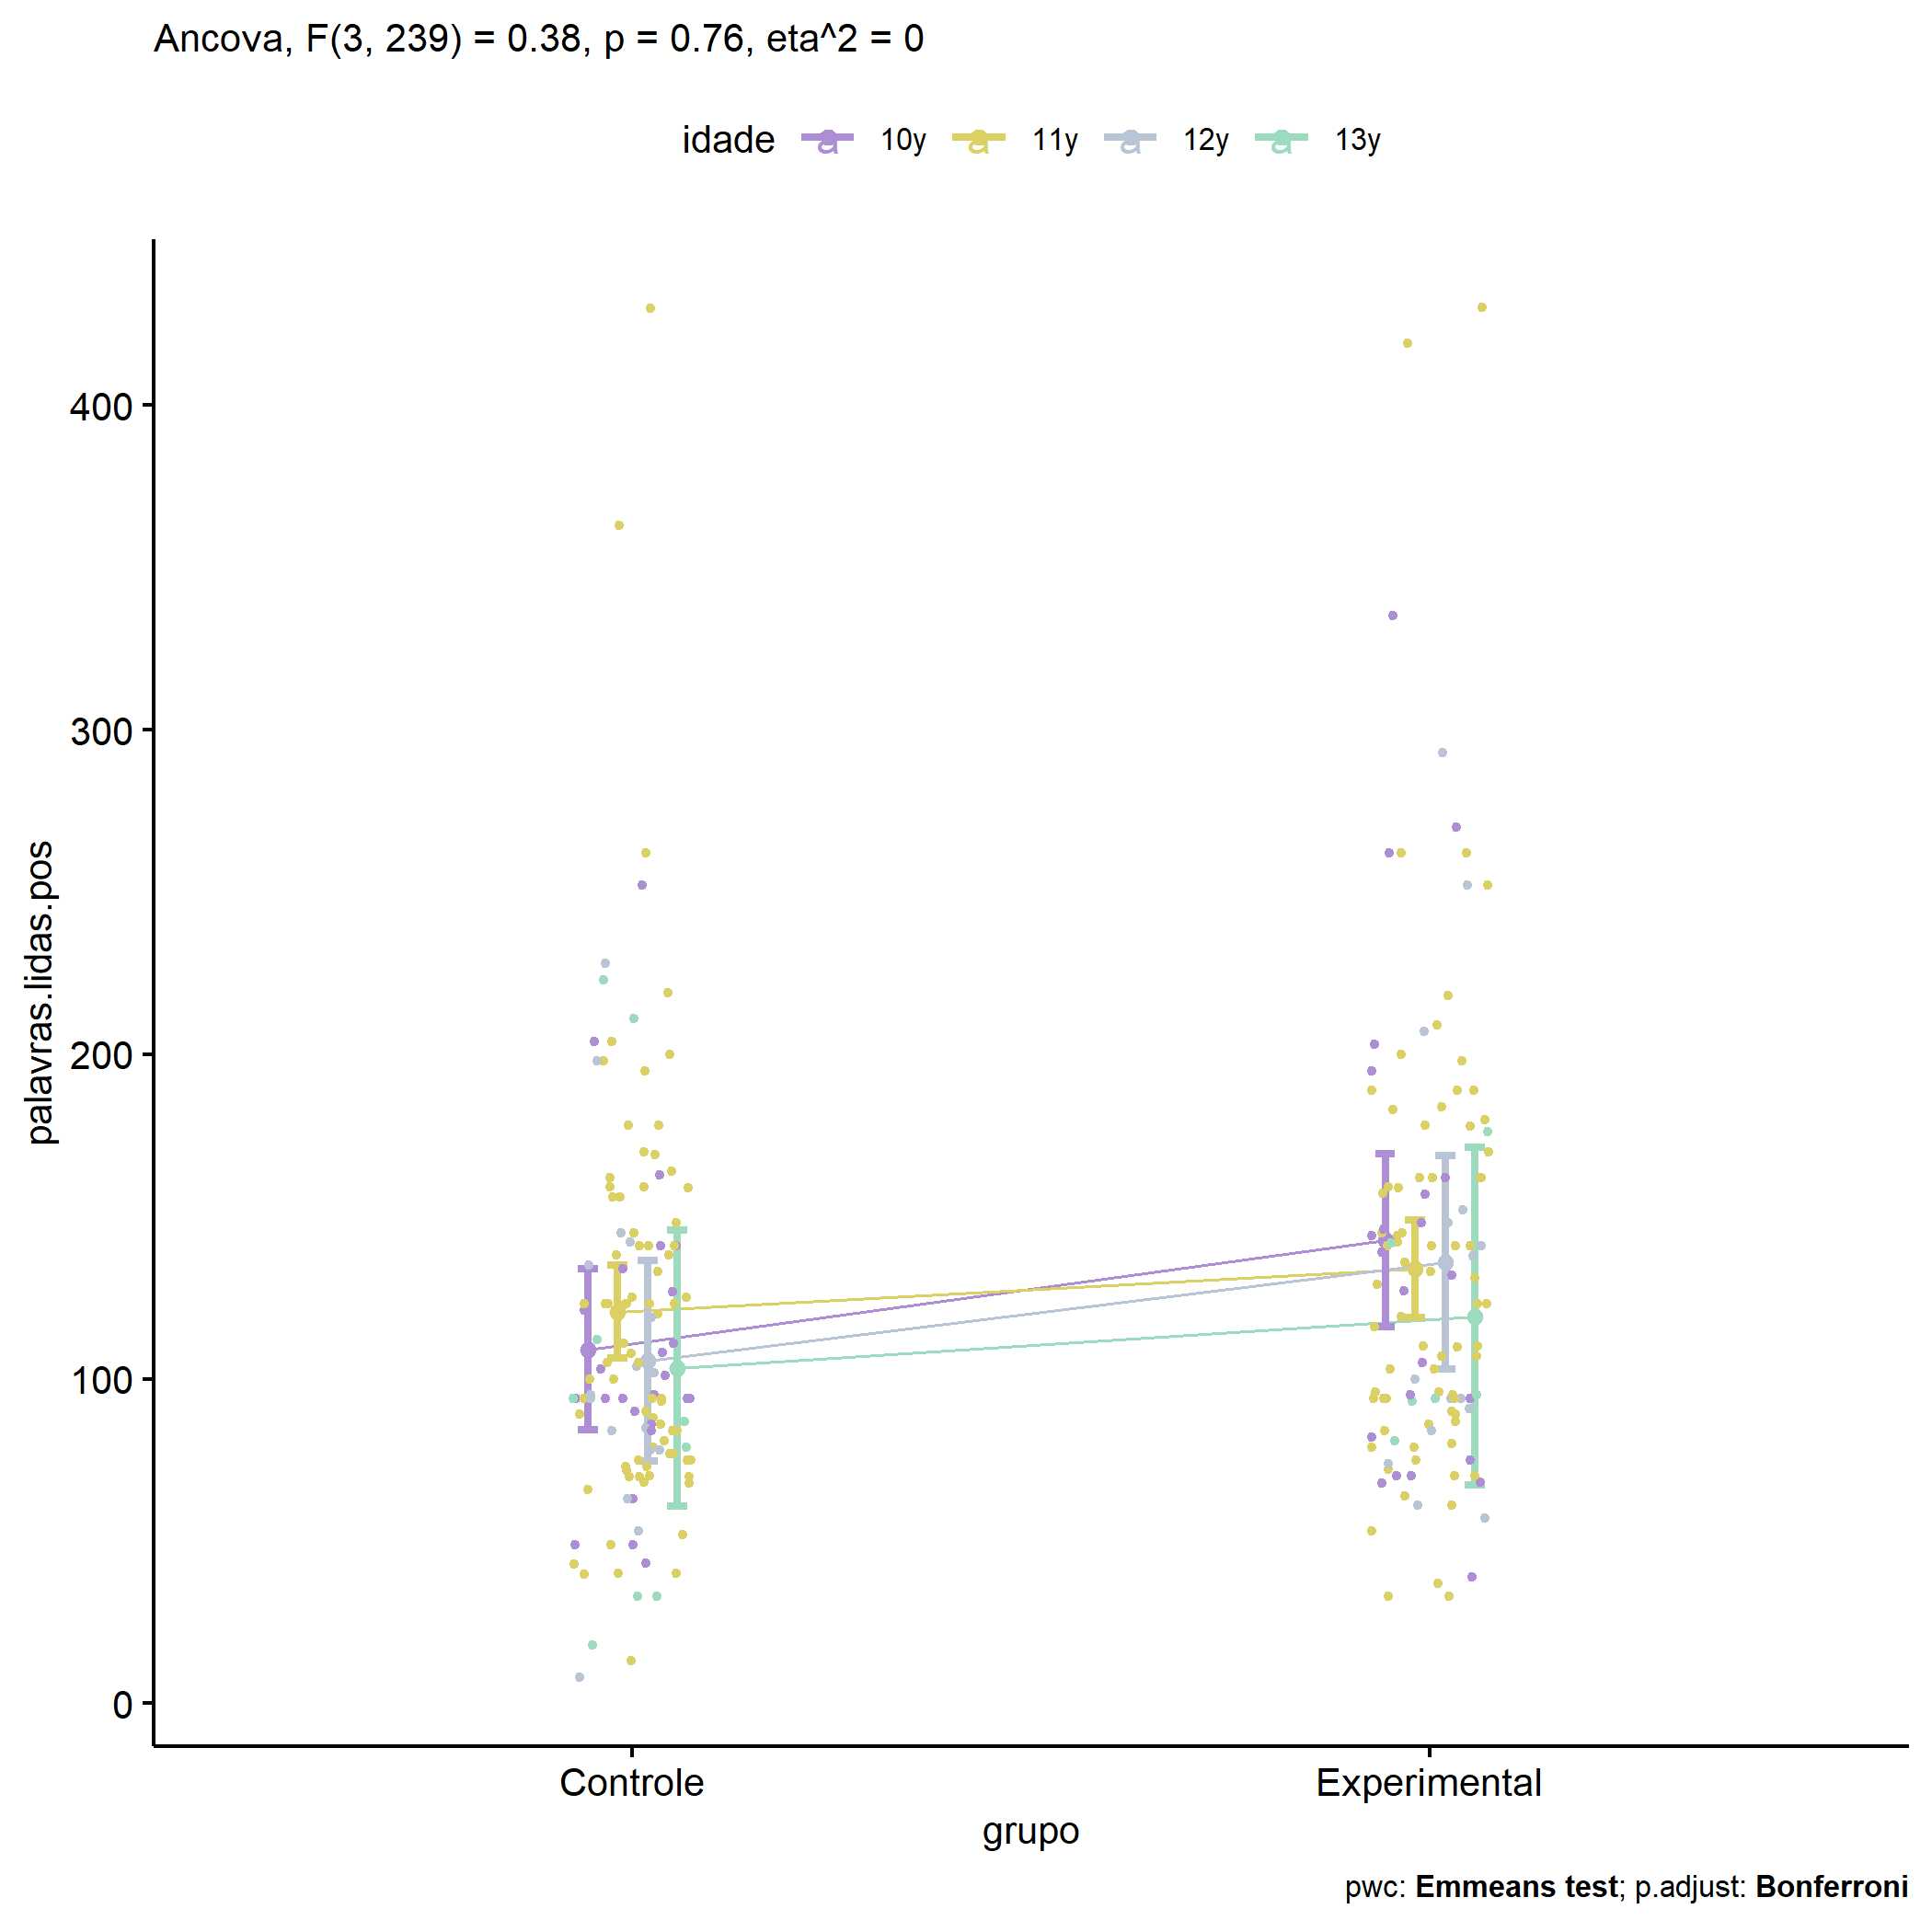 Ancova, F(3, 239) = 0.38, p = 0.76, eta^2 = 0
idade a 10y a 11y a 12y a 13y
palavras.lidas.pos
400
300
200
100
0
Controle Experimental
grupo
pwc: Emmeans test; p.adjust: Bonferroni